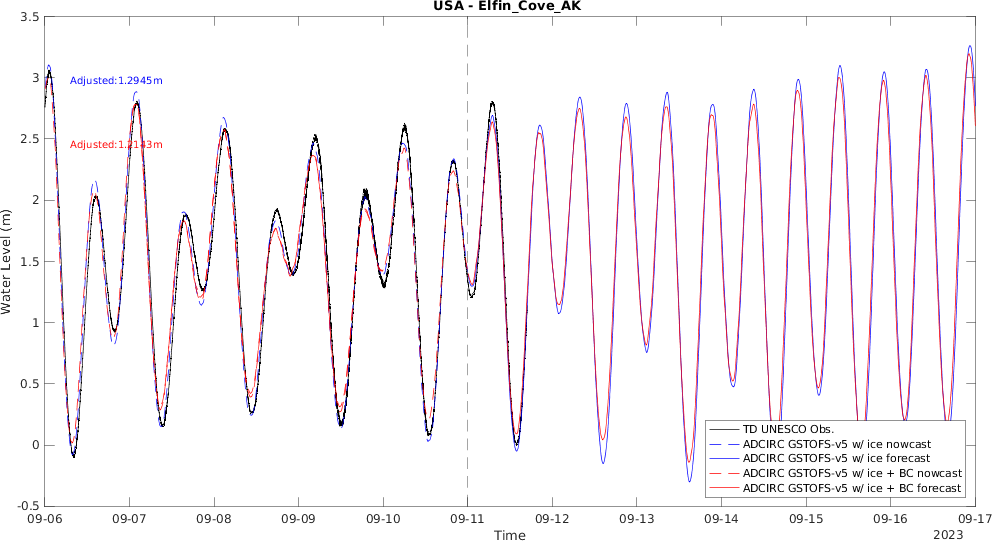 USA - Elfin_Cove_AK
3.5
3
2.5
2
1.5
1
0.5
0
-0.5
Water Level (m)
Adjusted:1.2945m
Adjusted:1.2143m
TD UNESCO Obs.
ADCIRC GSTOFS-v5 w/ ice nowcast
ADCIRC GSTOFS-v5 w/ ice forecast
ADCIRC GSTOFS-v5 w/ ice + BC nowcast
ADCIRC GSTOFS-v5 w/ ice + BC forecast
09-06 09-07 09-08 09-09 09-10 09-11 09-12 09-13 09-14 09-15 09-16 09-17
Time
2023